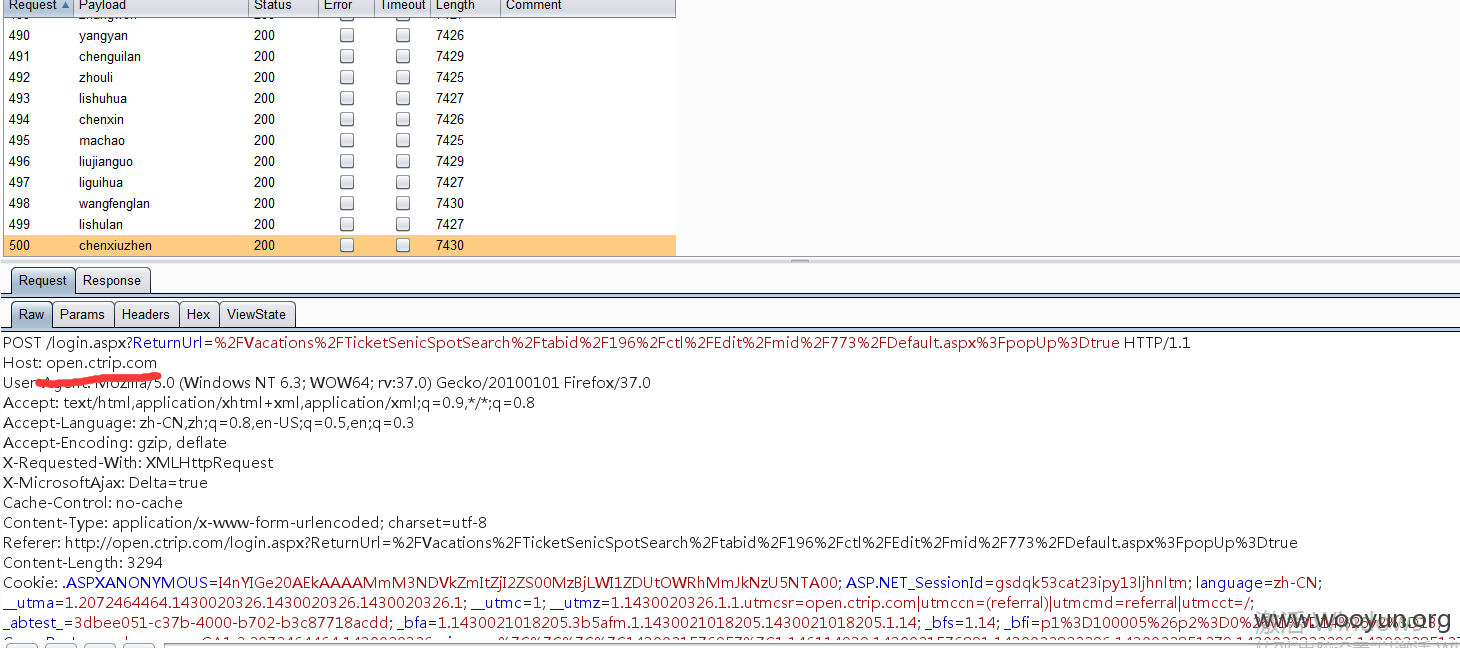 Request Payload Status Error Timeout Length Comment
490 yangyan 200 7426
491 chenguilan 200 7429
492 zhouli 200 7425
493 lishuhua 200 7427
494 chenxin 200 7426
495 machao 200 7425
496 liujianguo 200 7429
497 liguihua 200 7427
498 wangfenglan 200 7430
499 lishulan 200 7427
500 chenxiuzhen 200 7430
Request Response
Raw Params Headers Hex ViewState
POST /login.aspx?ReturnUrl=%2FVacations%2FTicketSenicSpotSearch%2Ftabid%2F196%2Fctl%2FEdit%2Fmid%2F773%2FDefault.aspx%3FpopUp%3Dtrue HTTP/1.1
Host: open.ctrip.com
User-Agent: Mozilla/5.0 (Windows NT 6.3; WOW64; rv:37.0) Gecko/20100101 Firefox/37.0
Accept: text/html,application/xhtml+xml,application/xml;q=0.9,*/*;q=0.8
Accept-Language: zh-CN,zh;q=0.8,en-US;q=0.5,en;q=0.3
Accept-Encoding: gzip, deflate
X-Requested-With: XMLHttpRequest
X-MicrosoftAjax: Delta=true
Cache-Control: no-cache
Content-Type: application/x-www-form-urlencoded; charset=utf-8
Referer: http://open.ctrip.com/login.aspx?ReturnUrl=%2FVacations%2FTicketSenicSpotSearch%2Ftabid%2F196%2Fctl%2FEdit%2Fmid%2F773%2FDefault.aspx%3FpopUp%3Dtrue
Content-Length: 3294
Cookie: .ASPXANONYMOUS=I4nYIGe20AEkAAAAMmM3NDVkZmItZjI2ZS00MzBjLWI1ZDUtOWRhMmJkNzU5NTA00; ASP.NET_SessionId=gsdqk53cat23ipy13ljhnltm; language=zh-CN;
__utma=1.2072464464.1430020326.1430020326.1430020326.1; __utmc=1; __utmz=1.1430020326.1.1.utmcsr=open.ctrip.com|utmccn=(referral)|utmcmd=referral|utmcct=/;
_abtest_=3dbee051-c37b-4000-b702-b3c87718acdd; _bfa=1.1430021018205.3b5afm.1.1430021018205.1430021018205.1.14; _bfs=1.14; _bfi=p1%3D100005%26p2%3D0%26
www.wooyun.org